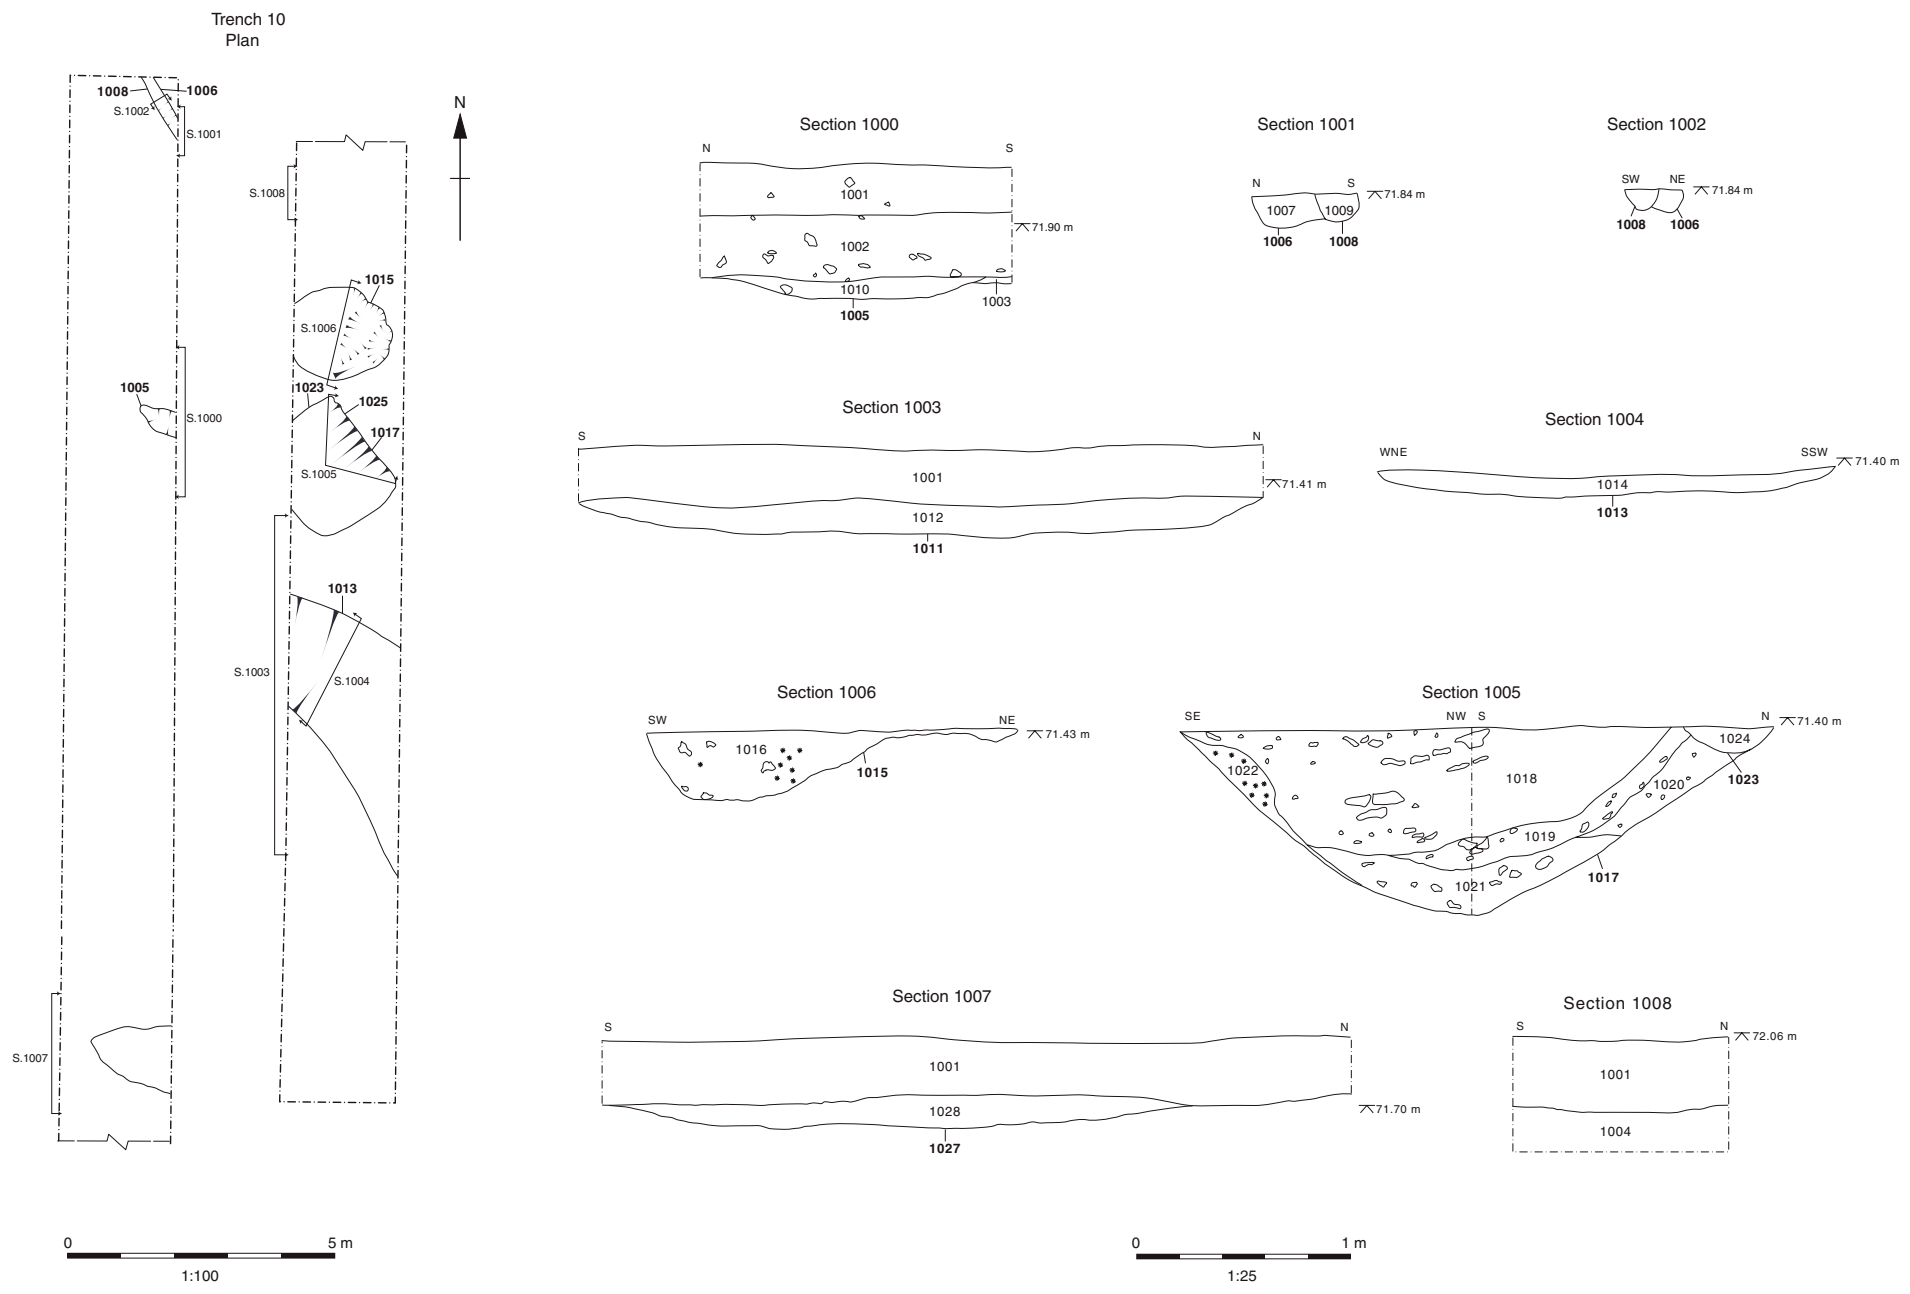 Trench 10
Plan
1008
1006
S.1002
S.1001
1005
S.1000
S.1007
N
S.1008
1015
S.1006
1023
1025
1017
S.1005
1013
S.1003
S.1004
Section 1000
N S
1001
1002
71.90 m
1010
1003
1005
Section 1001
N S
71.84 m
1007 1009
1006 1008
Section 1002
SW NE
71.84 m
1008 1006
Section 1003
S N
1001
71.41 m
1012
1011
Section 1004
WNE SSW
71.40 m
1014
1013
Section 1006
SW NE
71.43 m
1016
1015
Section 1005
SE NW S N
71.40 m
1024
1022
1018
1020
1023
1019
1021
1017
Section 1007
S N
1001
1028
71.70 m
1027
Section 1008
S N
72.06 m
1001
1004
0 5 m
1:100
0 1 m
1:25